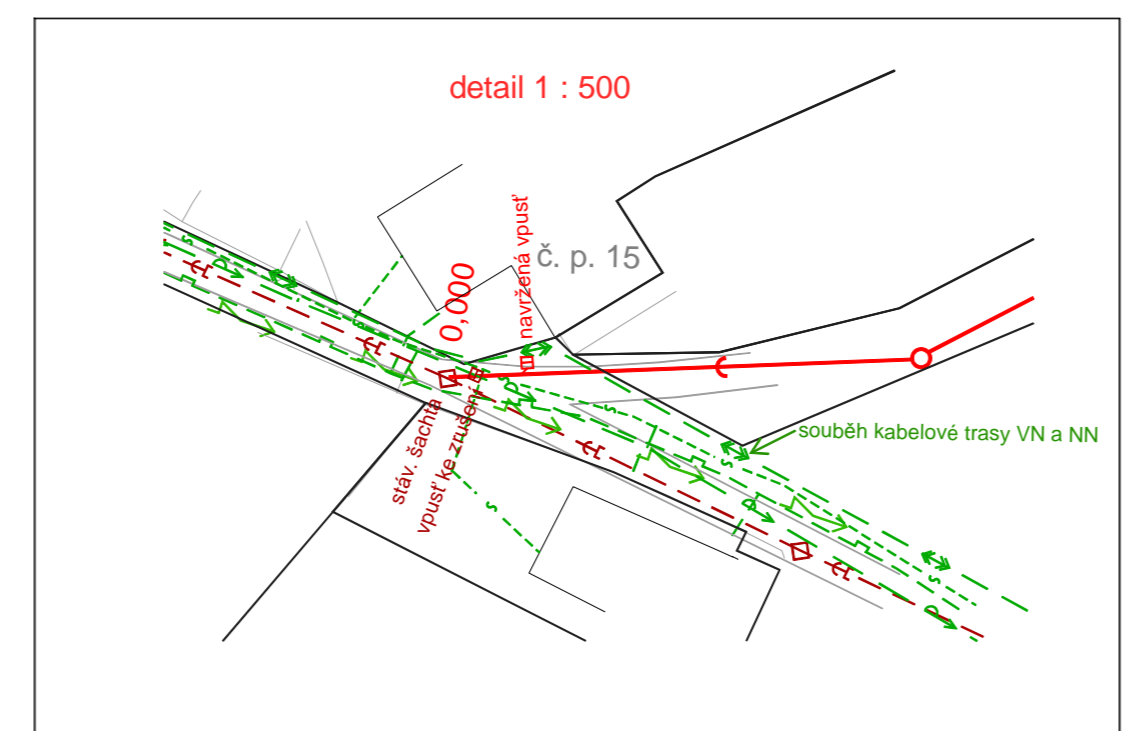 detail 1 : 500
navržená vpusť
č. p. 15
0,000
stáv. šachta
vpusť ke zrušení
souběh kabelové trasy VN a NN
s
D
s
D
s
s
s
D
s
s
D